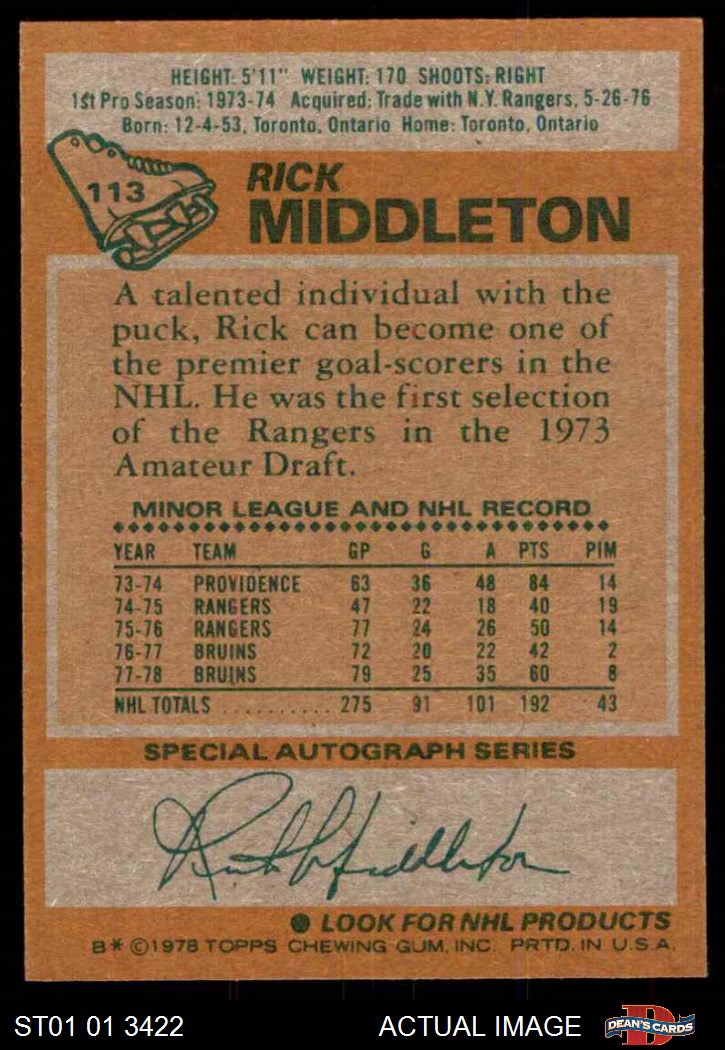 HEIGHT: 5'11" WEIGHT: 170 SHOOTS: RIGHT
1st Pro Season: 1973-74 Acquired: Trade with N.Y. Rangers, 5-26-76
Born: 12-4-53, Toronto, Ontario Home: Toronto, Ontario
113
RICK
MIDDLETON
A talented individual with the
puck, Rick can become one of
the premier goal-scorers in the
NHL. He was the first selection
of the Rangers in the 1973
Amateur Draft.
MINOR LEAGUE AND NHL RECORD
YEAR TEAM GP G A PTS PIM
73-74 PROVIDENCE 63 36 48 84 14
74-75 RANGERS 47 22 18 40 19
75-76 RANGERS 77 24 26 50 14
76-77 BRUINS 72 20 22 42 2
77-78 BRUINS 79 25 35 60 8
NHL TOTALS .......... 275 91 101 192 43
SPECIAL AUTOGRAPH SERIES
Rick Middleton
LOOK FOR NHL PRODUCTS
B* ©1978 TOPPS CHEWING GUM, INC. PRTD. IN U.S.A.
ST01 01 3422 ACTUAL IMAGE DEAN'S CARDS